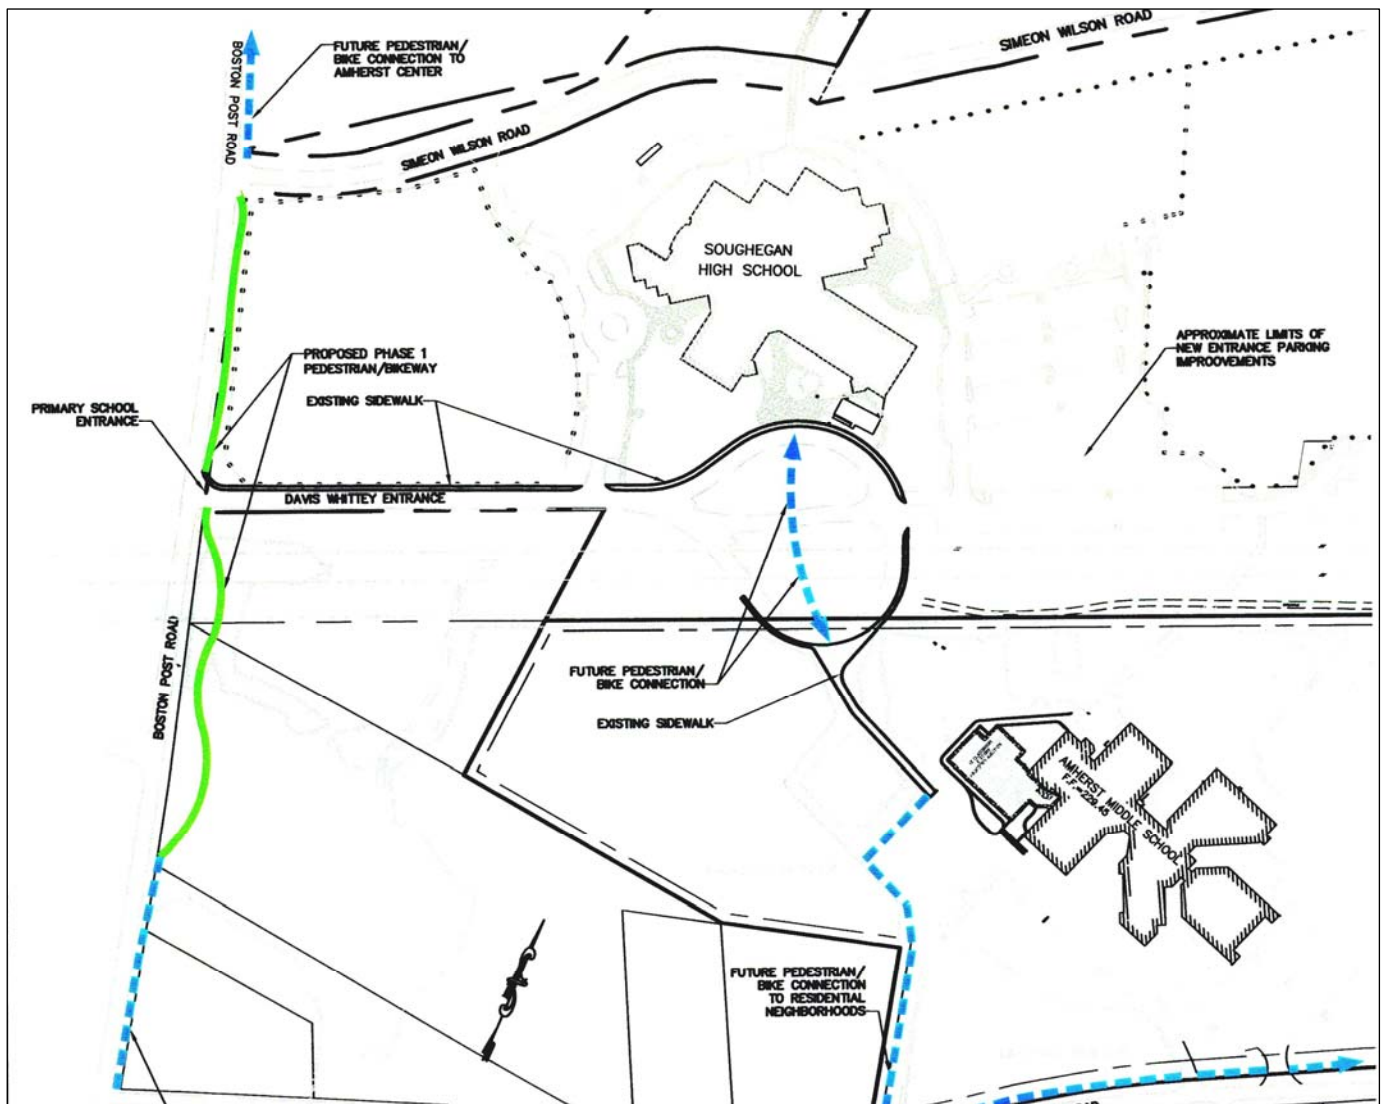 BOSTON POST ROAD
FUTURE PEDESTRIAN/
BIKE CONNECTION TO
AMHERST CENTER
SIMEON WILSON ROAD
SIMEON WILSON ROAD
SOUGHEGAN
HIGH SCHOOL
APPROXIMATE LIMITS OF
NEW ENTRANCE PARKING
IMPROOVEMENTS
PROPOSED PHASE 1
PEDESTRIAN/BIKEWAY
EXISTING SIDEWALK
PRIMARY SCHOOL
ENTRANCE
DAVIS WHITTEY ENTRANCE
BOSTON POST ROAD
FUTURE PEDESTRIAN/
BIKE CONNECTION
EXISTING SIDEWALK
AMHERST MIDDLE SCHOOL
F.F.=229.45
FUTURE PEDESTRIAN/
BIKE CONNECTION
TO RESIDENTIAL
NEIGHBORHOODS